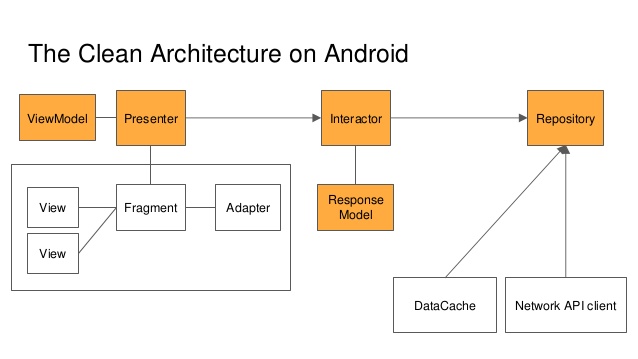 The Clean Architecture on Android
ViewModel
Presenter
Interactor
Repository
View
Fragment
Adapter
Response
Model
View
DataCache
Network API client